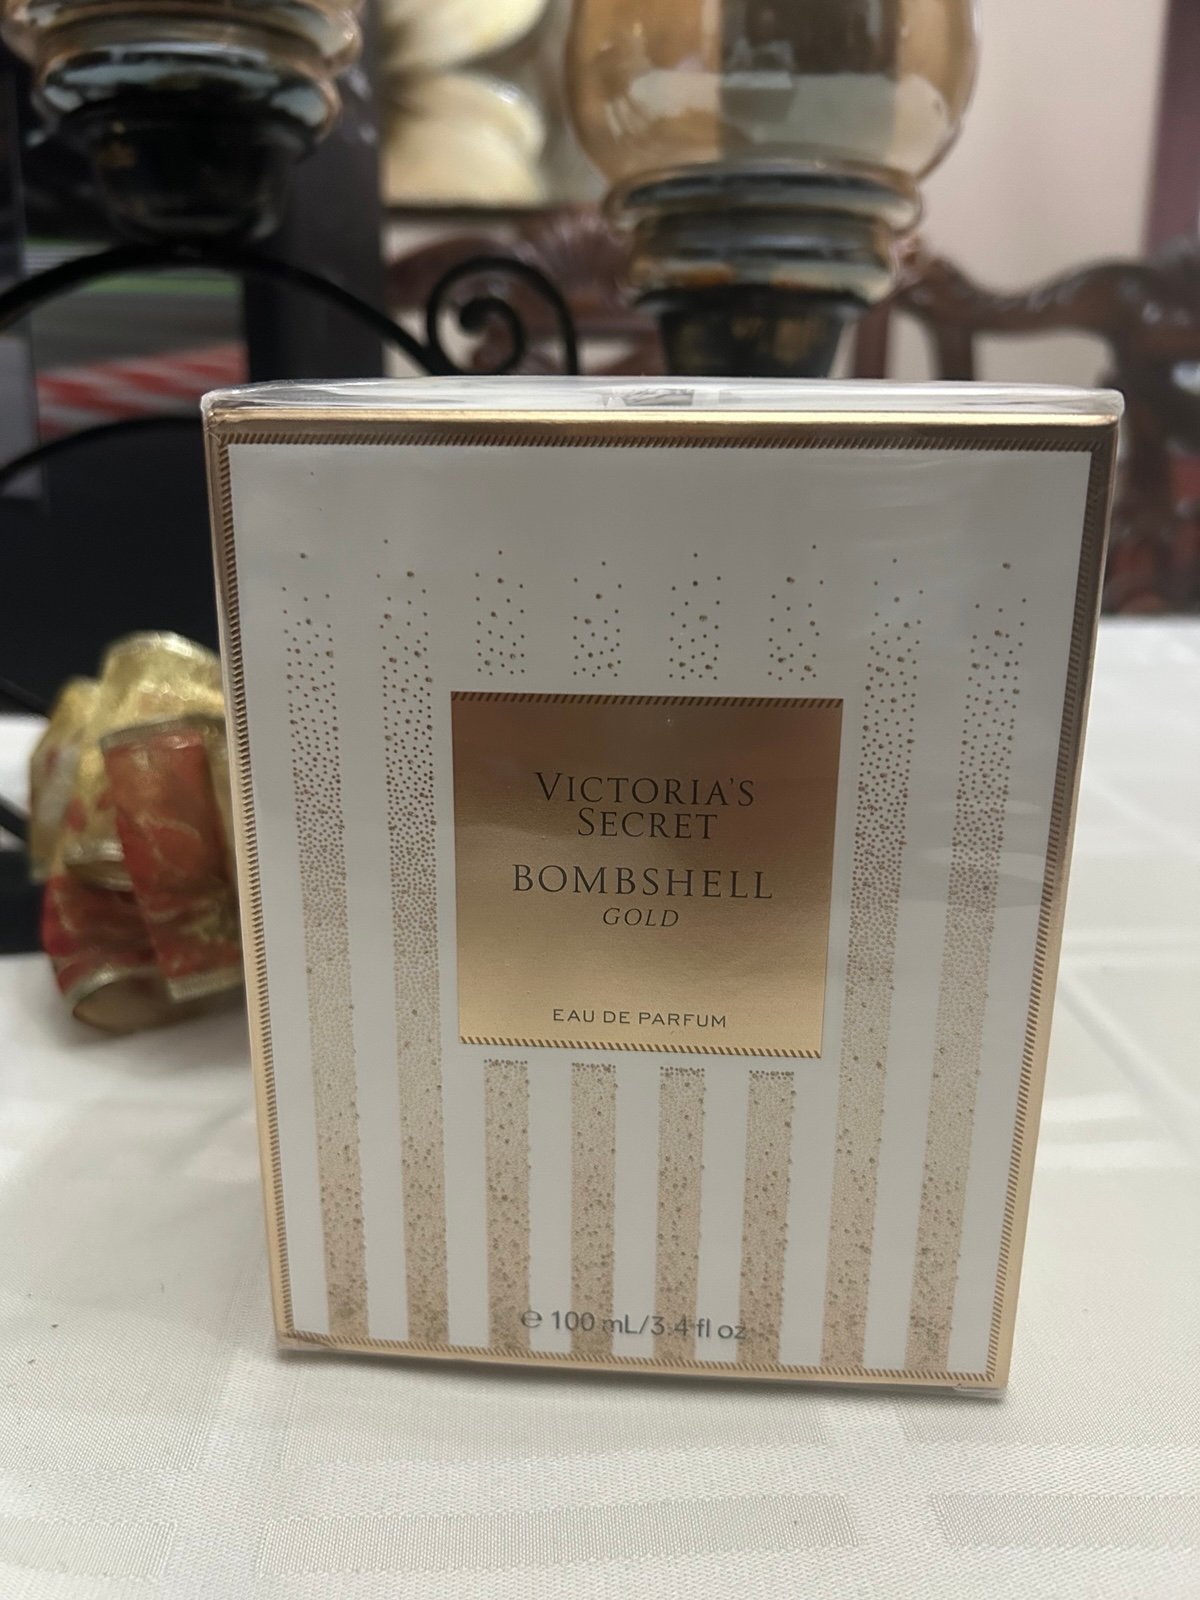 VICTORIA'S
SECRET
BOMBSHELL
GOLD
EAU DE PARFUM
℮ 100 mL/3.4 fl oz